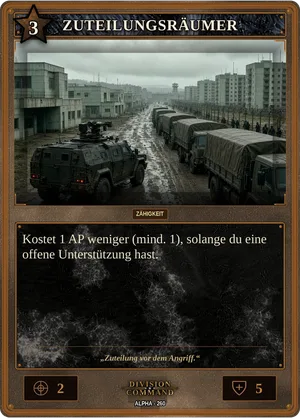 3
ZUTEILUNGSRÄUMER
ZÄHIGKEIT
Kostet 1 AP weniger (mind. 1), solange du eine
offene Unterstützung hast.
„Zuteilung vor dem Angriff.“
2
DIVISION
COMMAND
ALPHA · 260
5